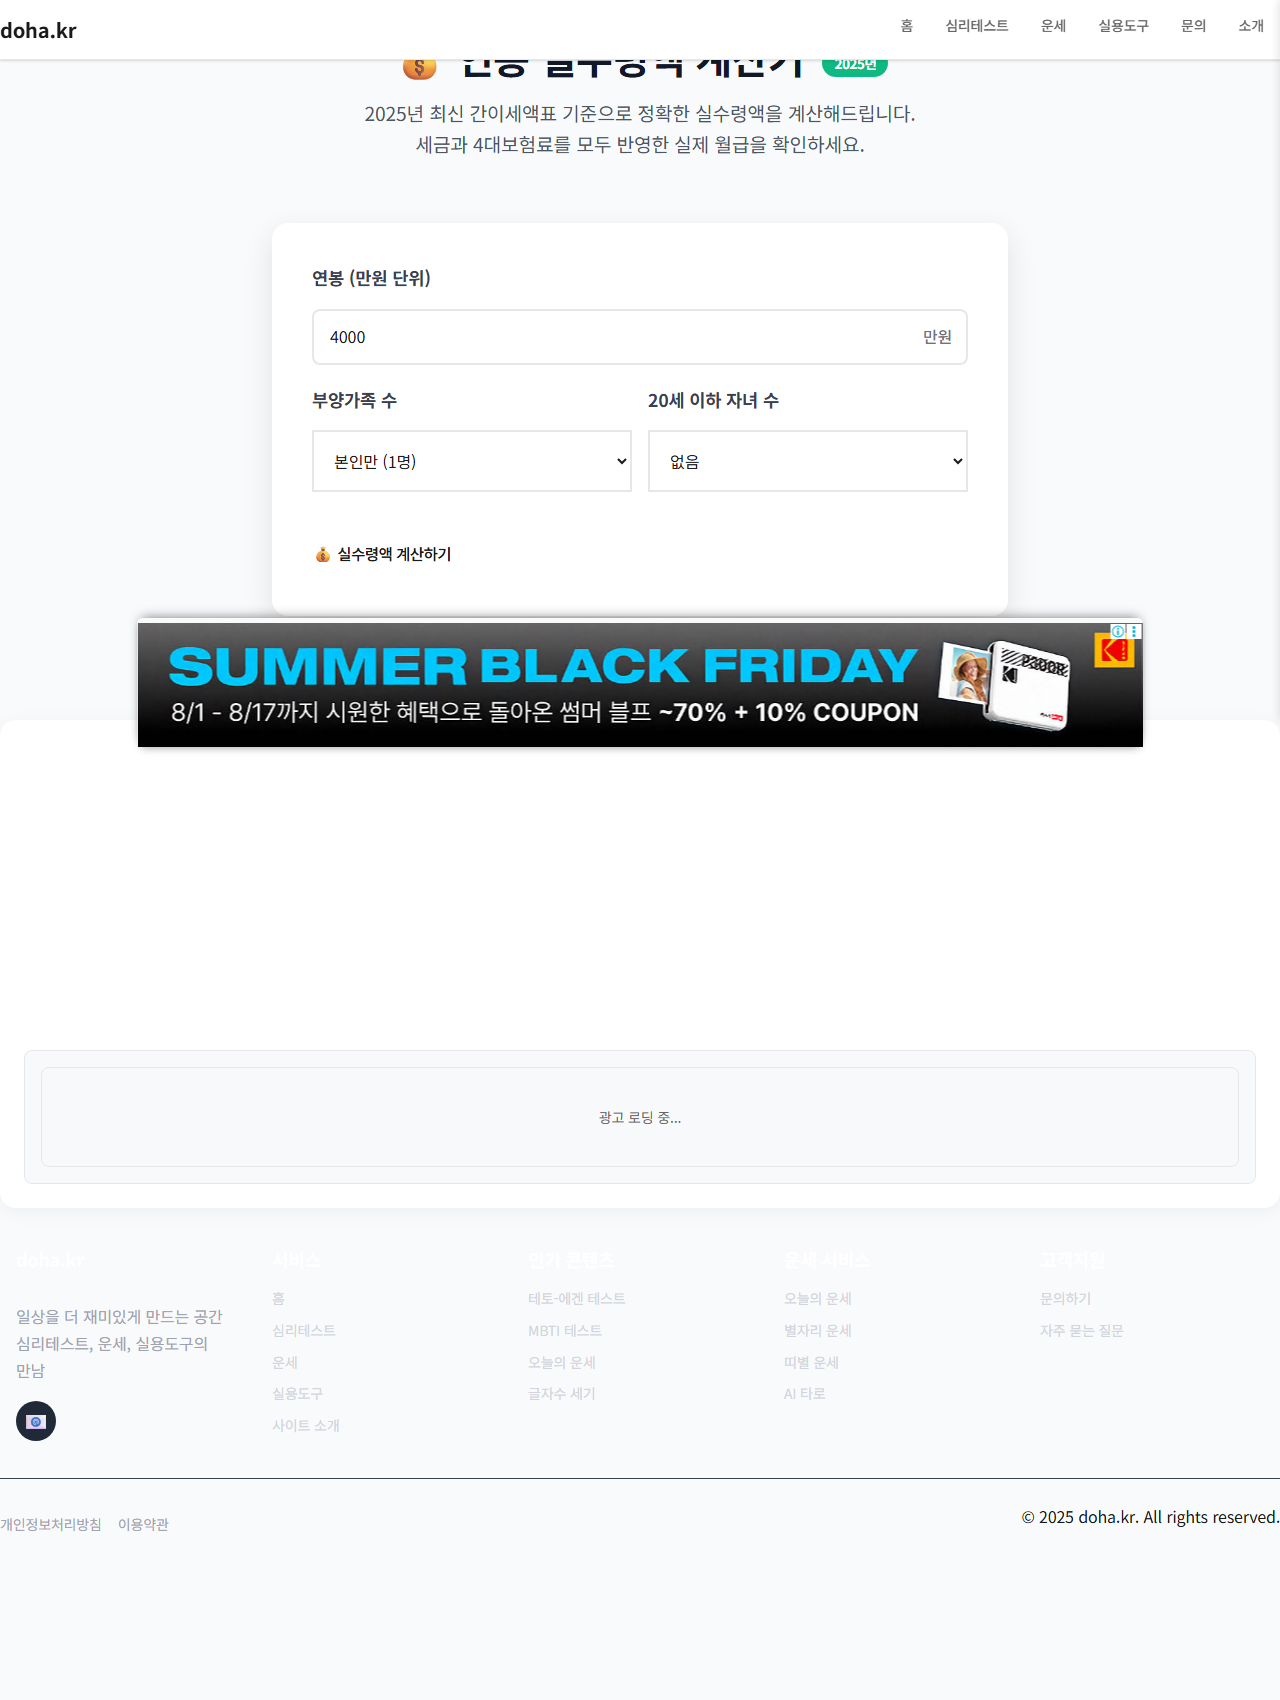 doha.kr
홈 심리테스트 운세 실용도구 문의 소개
연봉 실수령액 계산기 2025년
2025년 최신 간이세액표 기준으로 정확한 실수령액을 계산해드립니다.
세금과 4대보험료를 모두 반영한 실제 월급을 확인하세요.
연봉 (만원 단위)
4000 만원
부양가족 수 20세 이하 자녀 수
본인만 (1명) 없음
실수령액 계산하기
SUMMER BLACK FRIDAY
8/1 - 8/17까지 시원한 혜택으로 돌아온 썸머 블프 ~70% + 10% COUPON
광고 로딩 중...
doha.kr 서비스 인기 콘텐츠 운세 서비스 고객지원
일상을 더 재미있게 만드는 공간
심리테스트, 운세, 실용도구의
만남
홈
심리테스트
운세
실용도구
사이트 소개
테토-에겐 테스트
MBTI 테스트
오늘의 운세
글자수 세기
오늘의 운세
별자리 운세
띠별 운세
AI 타로
문의하기
자주 묻는 질문
개인정보처리방침 이용약관
© 2025 doha.kr. All rights reserved.